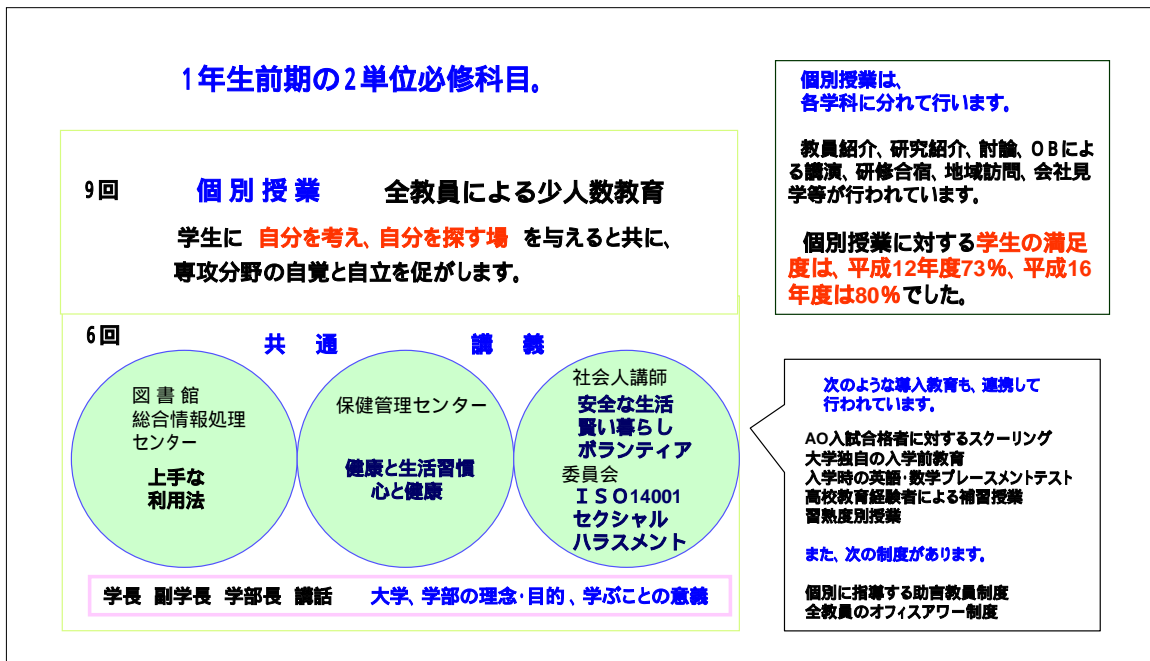 1年生前期の2単位必修科目。
9回 個別授業 全教員による少人数教育
学生に 自分を考え、自分を探す場 を与えると共に、
専攻分野の自覚と自立を促がします。
6回
共通講義
図書館
総合情報処理
センター
上手な
利用法
保健管理センター
健康と生活習慣
心と健康
社会人講師
安全な生活
賢い暮らし
ボランティア
委員会
ISO14001
セクシャル
ハラスメント
学長 副学長 学部長 講話 大学、学部の理念・目的、学ぶことの意義
個別授業は、
各学科に分れて行います。
教員紹介、研究紹介、討論、OBによ
る講演、研修合宿、地域訪問、会社見
学等が行われています。
個別授業に対する学生の満足
度は、平成12年度73%、平成16
年度は80%でした。
次のような導入教育も、連携して
行われています。
AO入試合格者に対するスクーリング
大学独自の入学前教育
入学時の英語・数学プレースメントテスト
高校教育経験者による補習授業
習熟度別授業
また、次の制度があります。
個別に指導する助言教員制度
全教員のオフィスアワー制度